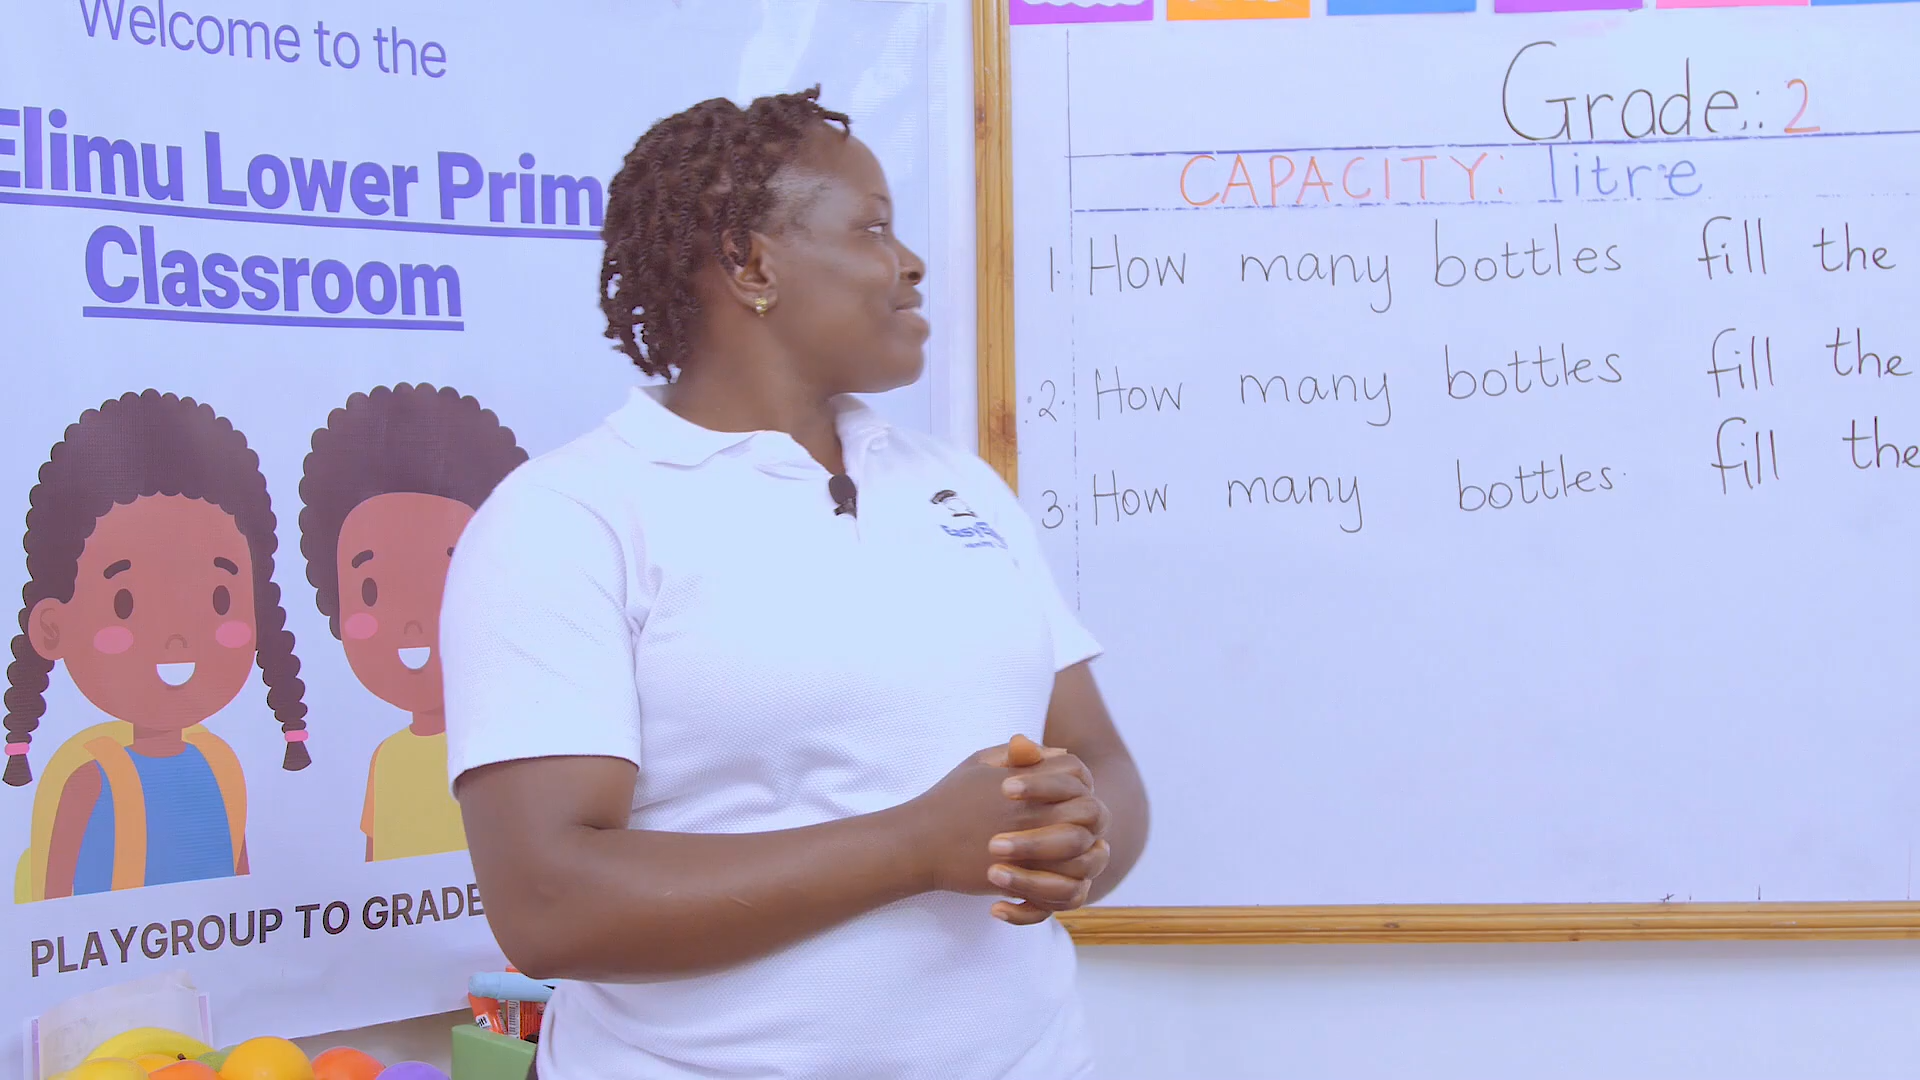 Welcome to the
Elimu Lower Prim
Classroom
PLAYGROUP TO GRADE
Grade: 2
CAPACITY: litre
1. How many bottles fill the
2. How many bottles fill the
3. How many bottles fill the